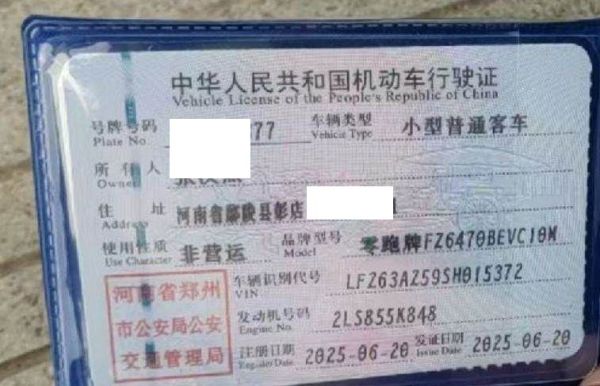 中华人民共和国机动车行驶证
Vehicle License of the People's Republic of China
号牌号码 77 车辆类型 小型普通客车
Plate No. Vehicle Type
所有人
Owner
住址 河南省鄢陵县彭店
Address
使用性质 非营运 品牌型号 零跑牌FZ6470BEVC10M
Use Character Model
河南省郑州市公安局公安交通管理局
车辆识别代号 LFZ63AZ59SH015372
VIN
发动机号码 2LS855K848
Engine No.
注册日期 2025-06-20 发证日期 2025-06-20
Register Date Issue Date